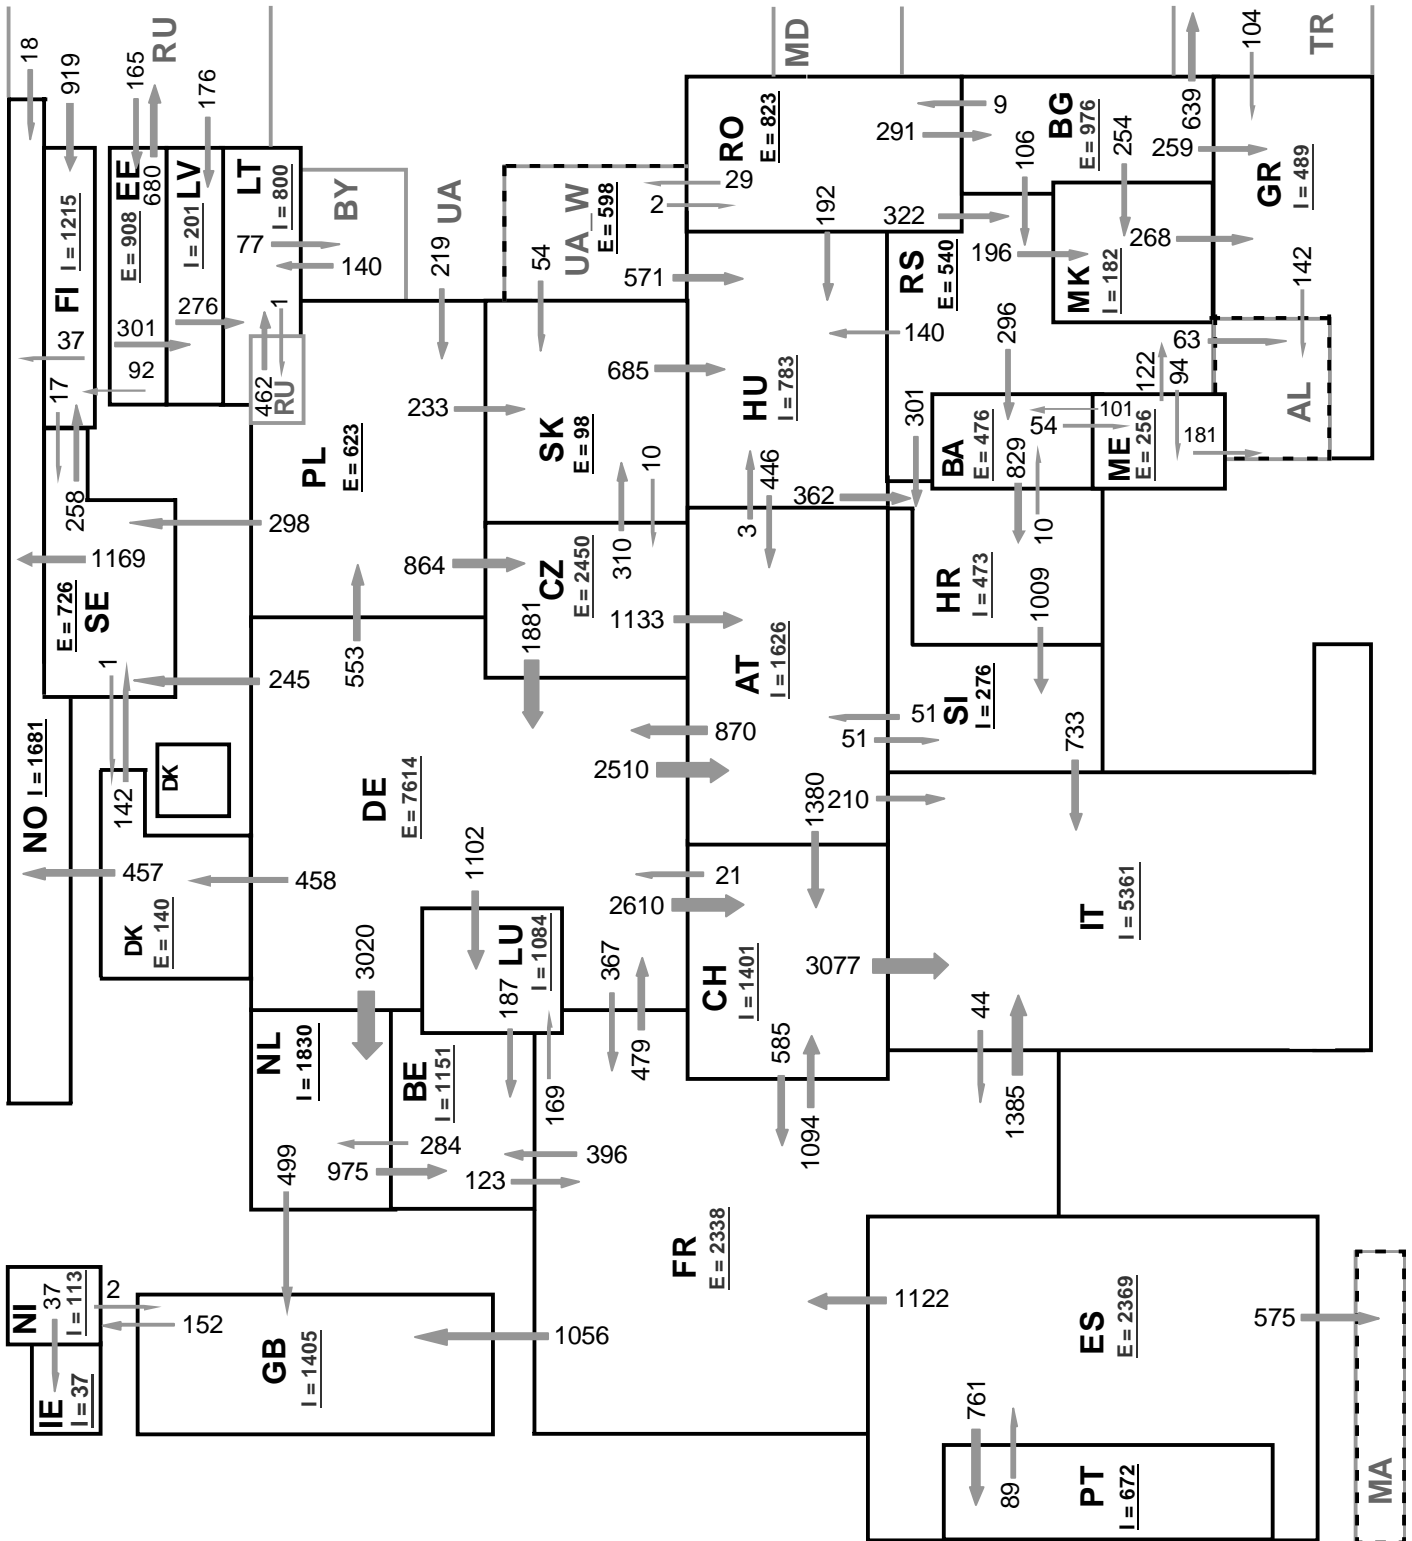 18
919
165
RU
176
MD
104
TR
639
NO I = 1681
FI I = 1215
37
17
258
EE
E = 908
680
301
92
LV
I = 201
276
LT
I = 800
77
140
BY
1
462
RU
UA
219
UA_W
E = 598
54
2
29
571
RO
E = 823
9
291
192
322
BG
E = 976
106
254
259
GR
I = 489
142
MK
I = 182
196
268
RS
E = 540
140
296
301
63
AL
122
94
181
ME
E = 256
101
54
BA
E = 476
829
10
HU
I = 783
685
446
3
362
SK
E = 98
233
10
310
PL
E = 623
298
1169
SE
E = 726
1
142
245
553
864
CZ
E = 2450
1881
1133
AT
I = 1626
870
2510
1380
210
51
51
HR
I = 473
1009
SI
I = 276
733
DK
DK
E = 140
457
458
DE
E = 7614
1102
3020
LU
I = 1084
187
169
367
479
21
2610
CH
I = 1401
3077
585
1094
IT
I = 5361
44
1385
NL
I = 1830
499
975
284
BE
I = 1151
123
396
NI
I = 113
37
2
152
IE
I = 37
GB
I = 1405
1056
FR
E = 2338
1122
ES
E = 2369
575
761
89
PT
I = 672
MA